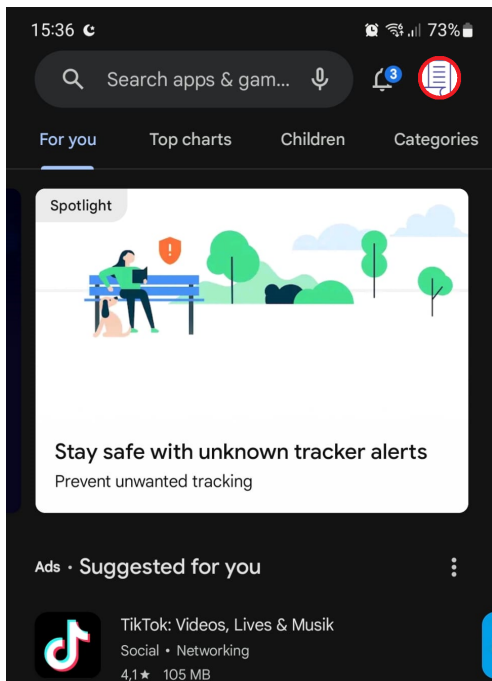 15:36
73%
Search apps & gam...
3
For you
Top charts
Children
Categories
Spotlight
!
Stay safe with unknown tracker alerts
Prevent unwanted tracking
Ads • Suggested for you
TikTok: Videos, Lives & Musik
Social • Networking
4,1★ 105 MB